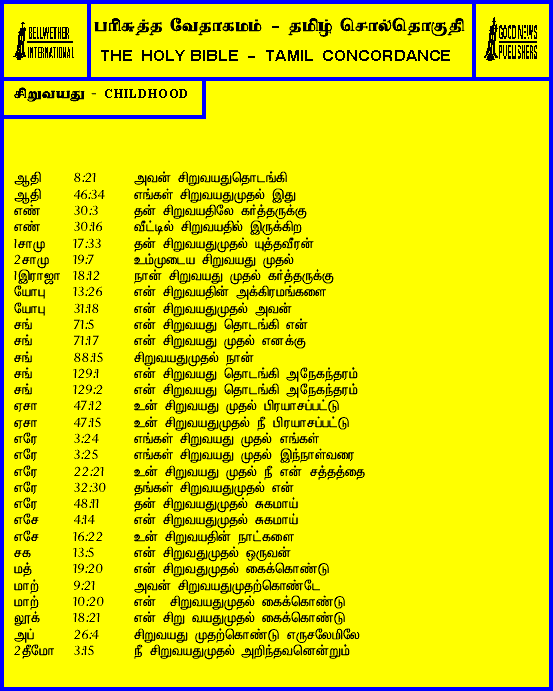 BELLWETHER
INTERNATIONAL
பரிசுத்த வேதாகமம் - தமிழ் சொல்தொகுதி
THE HOLY BIBLE - TAMIL CONCORDANCE
GOOD NEWS
PUBLISHERS
சிறுவயது - CHILDHOOD
ஆதி 8:21 அவன் சிறுவயதுதொடங்கி
ஆதி 46:34 எங்கள் சிறுவயதுமுதல் இது
எண் 30:3 தன் சிறுவயதிலே கர்த்தருக்கு
எண் 30:16 வீட்டில் சிறுவயதில் இருக்கிற
1சாமு 17:33 தன் சிறுவயதுமுதல் யுத்தவீரன்
2சாமு 19:7 உம்முடைய சிறுவயது முதல்
1இராஜா 18:12 நான் சிறுவயது முதல் கர்த்தருக்கு
யோபு 13:26 என் சிறுவயதின் அக்கிரமங்களை
யோபு 31:18 என் சிறுவயதுமுதல் அவன்
சங் 71:5 என் சிறுவயது தொடங்கி என்
சங் 71:17 என் சிறுவயது முதல் எனக்கு
சங் 88:15 சிறுவயதுமுதல் நான்
சங் 129:1 என் சிறுவயது தொடங்கி அநேகந்தரம்
சங் 129:2 என் சிறுவயது தொடங்கி அநேகந்தரம்
ஏசா 47:12 உன் சிறுவயது முதல் பிரயாசப்பட்டு
ஏசா 47:15 உன் சிறுவயதுமுதல் நீ பிரயாசப்பட்டு
எரே 3:24 எங்கள் சிறுவயது முதல் எங்கள்
எரே 3:25 எங்கள் சிறுவயது முதல் இந்நாள்வரை
எரே 22:21 உன் சிறுவயது முதல் நீ என் சத்தத்தை
எரே 32:30 தங்கள் சிறுவயதுமுதல் என்
எரே 48:11 தன் சிறுவயதுமுதல் சுகமாய்
எசே 4:14 என் சிறுவயதுமுதல் சுகமாய்
எசே 16:22 உன் சிறுவயதின் நாட்களை
சக 13:5 என் சிறுவதுமுதல் ஒருவன்
மத் 19:20 என் சிறுவதுமுதல் கைக்கொண்டு
மாற் 9:21 அவன் சிறுவயதுமுதற்கொண்டே
மாற் 10:20 என் சிறுவயதுமுதல் கைக்கொண்டு
லூக் 18:21 என் சிறு வயதுமுதல் கைக்கொண்டு
அப் 26:4 சிறுவயது முதற்கொண்டு எருசலேமிலே
2தீமோ 3:15 நீ சிறுவயதுமுதல் அறிந்தவனென்றும்